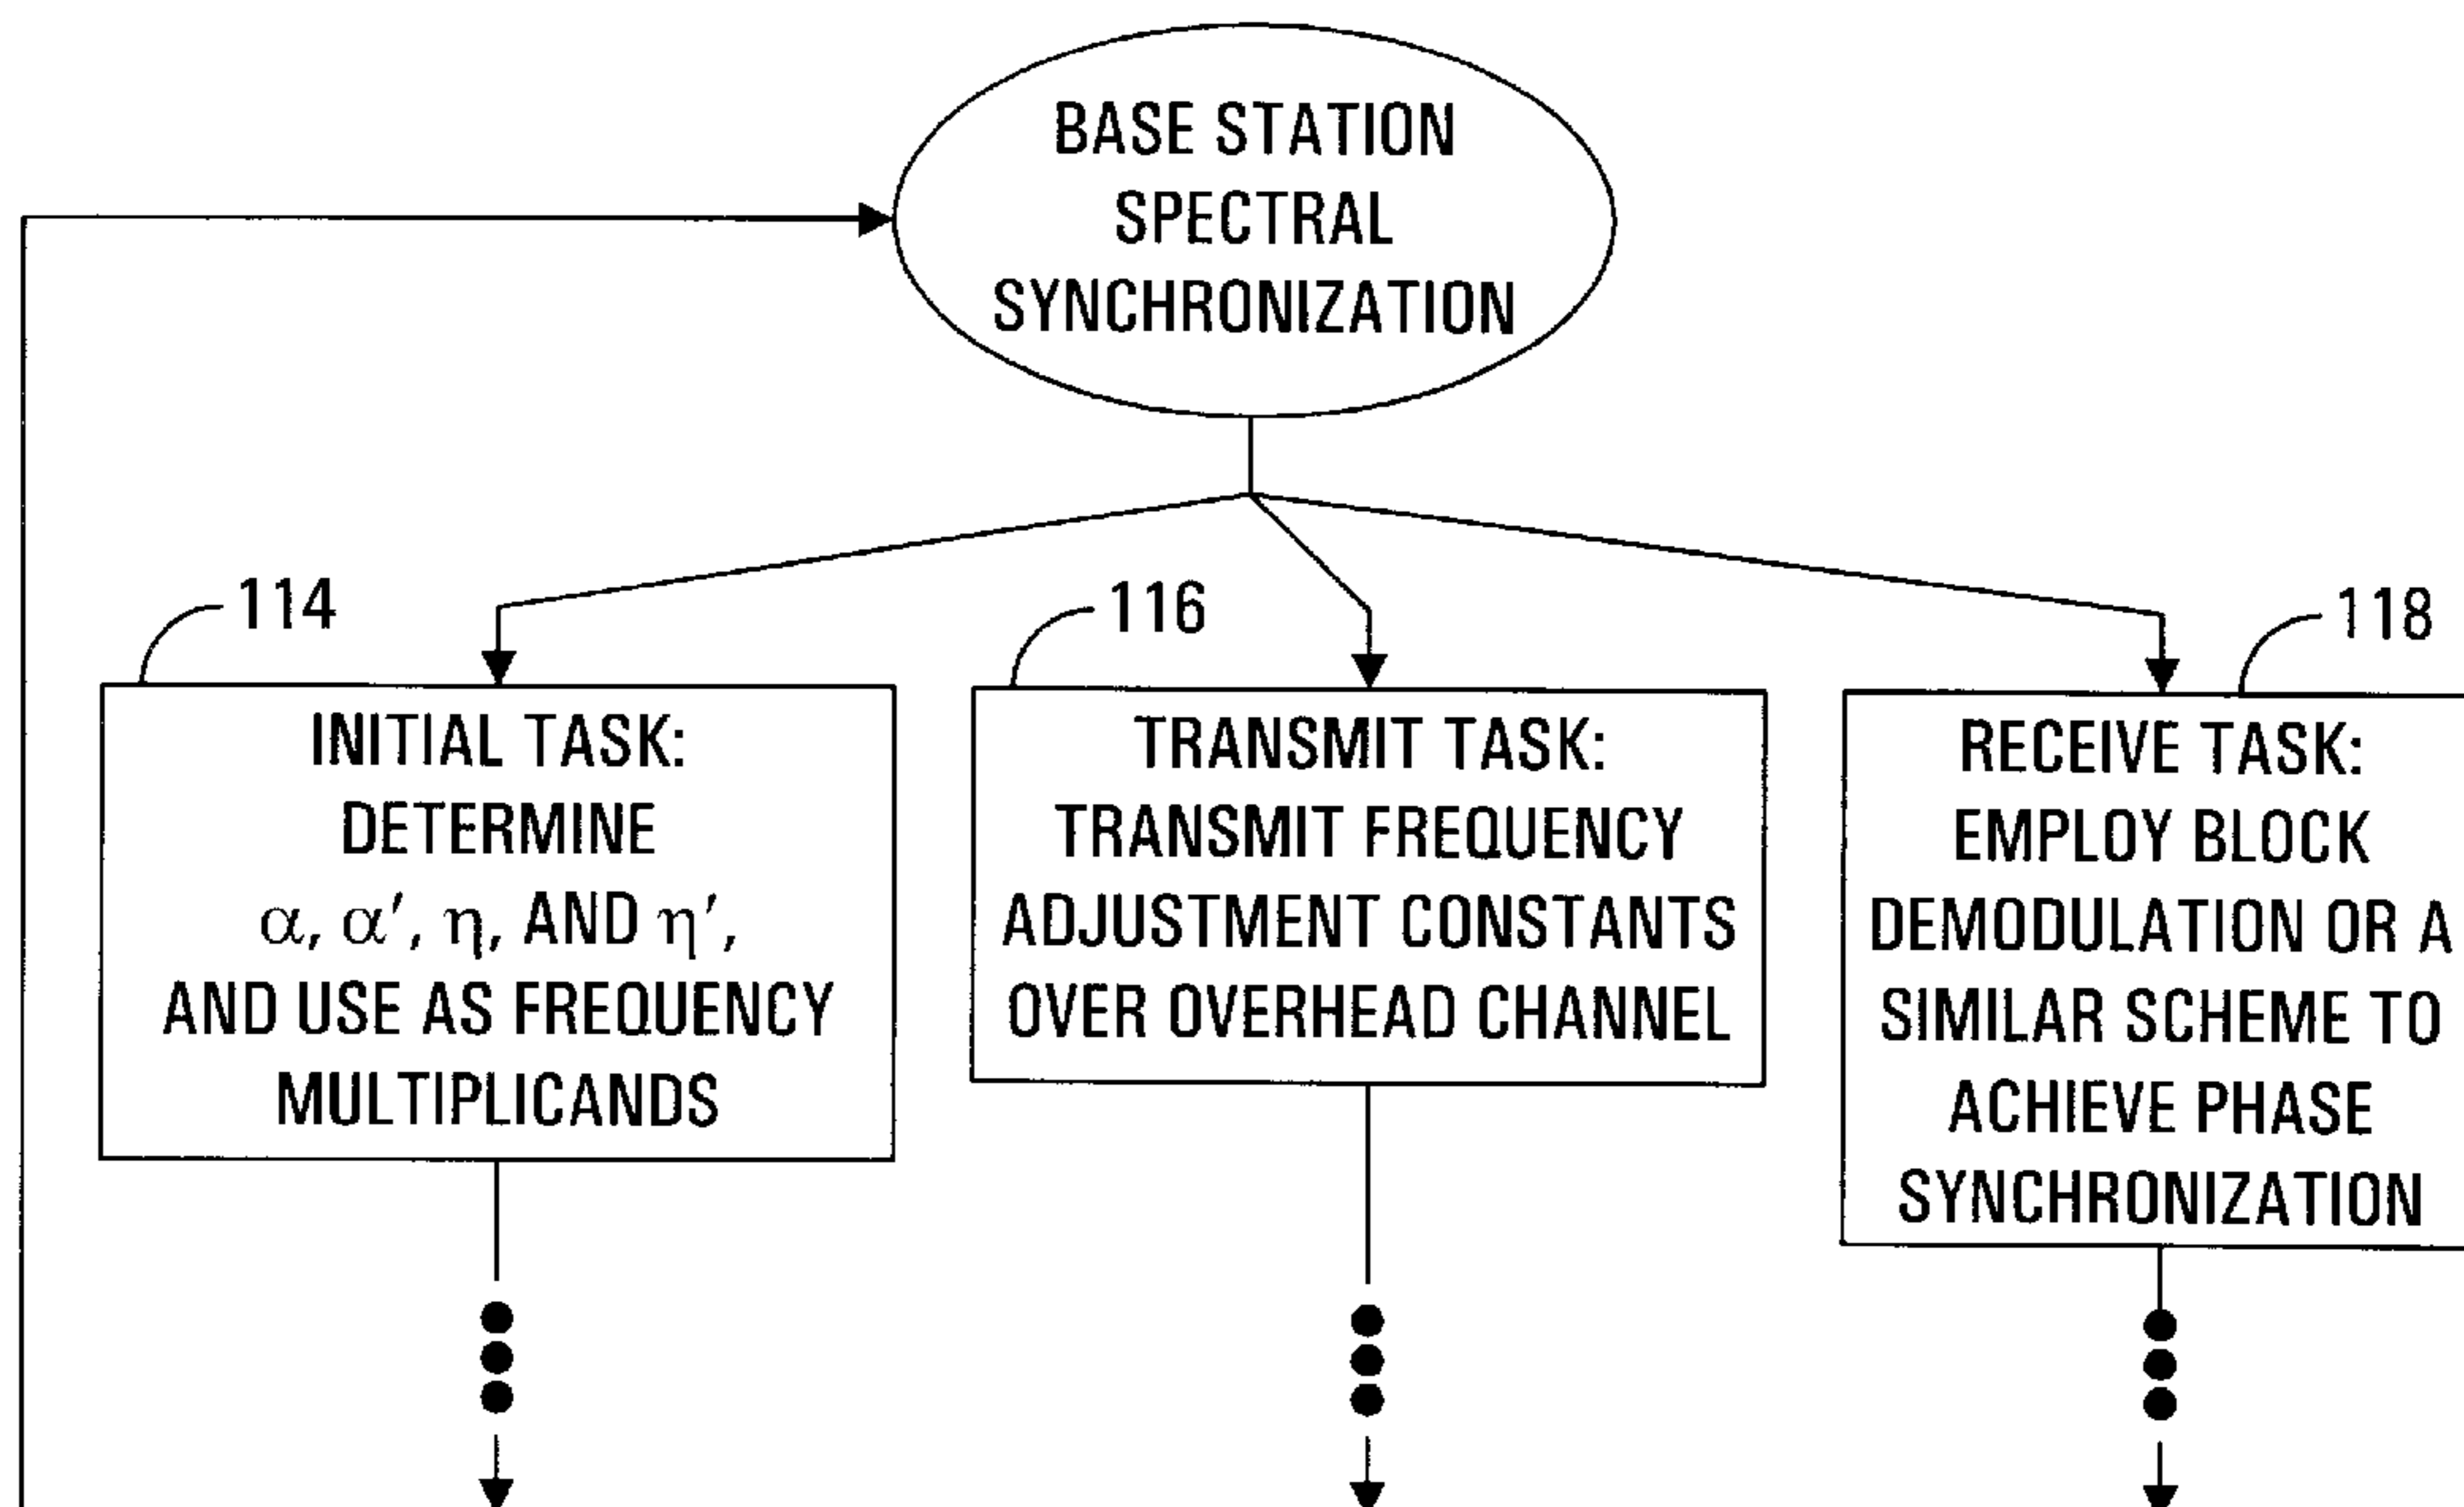 BASE STATION
SPECTRAL
SYNCHRONIZATION
114
INITIAL TASK:
DETERMINE
α, α′, η, AND η′,
AND USE AS FREQUENCY
MULTIPLICANDS
116
TRANSMIT TASK:
TRANSMIT FREQUENCY
ADJUSTMENT CONSTANTS
OVER OVERHEAD CHANNEL
118
RECEIVE TASK:
EMPLOY BLOCK
DEMODULATION OR A
SIMILAR SCHEME TO
ACHIEVE PHASE
SYNCHRONIZATION